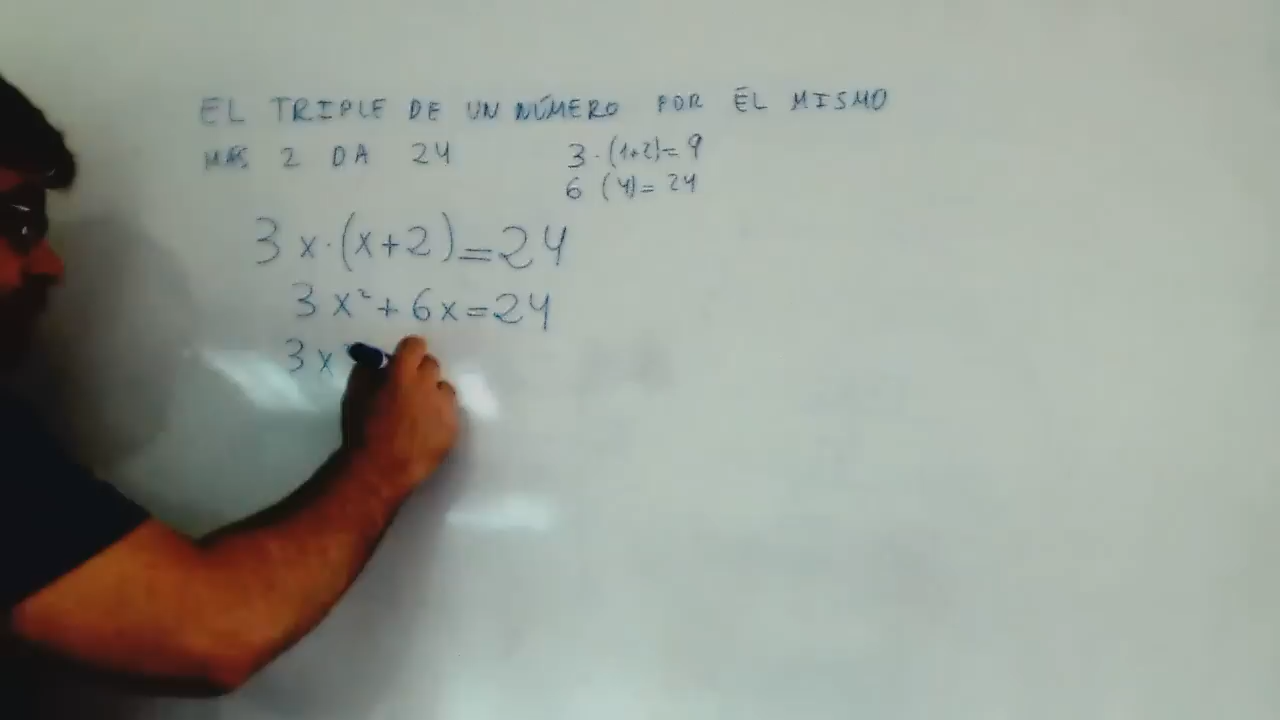 EL TRIPLE DE UN NÚMERO POR ÉL MISMO
MAS 2 DA 24
3 · (1+2)= 9
6 (4)= 24
3x·(x+2)=24
3x²+6x=24
3x